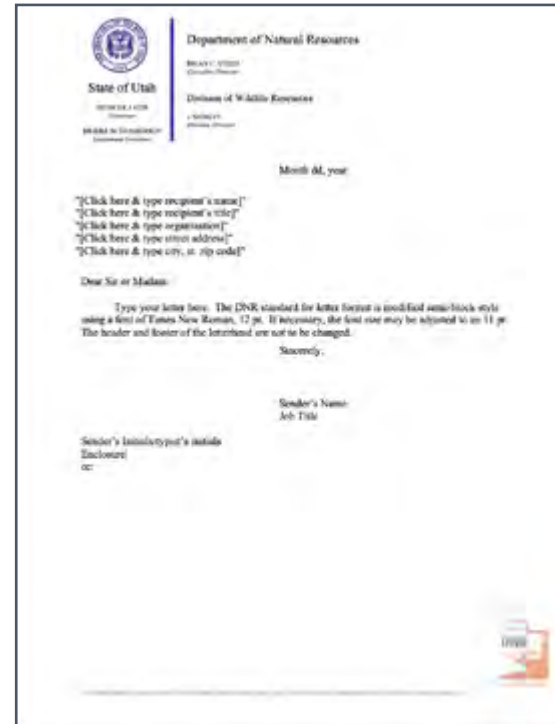 Department of Natural Resources
State of Utah
Division of Wildlife Resources
Month dd, year
"[Click here & type recipient's name]"
"[Click here & type recipient's title]"
"[Click here & type organization]"
"[Click here & type street address]"
"[Click here & type city, st. zip code]"
Dear Sir or Madam:
Type your letter here. The DNR standard for letter format is modified semi-block style
using a font of Times New Roman, 12 pt. If necessary, the font size may be adjusted to an 11 pt
The header and footer of the letterhead are not to be changed.
Sincerely,
Sender's Name
Job Title
Sender's Initials/typist's initials
Enclosure
cc: